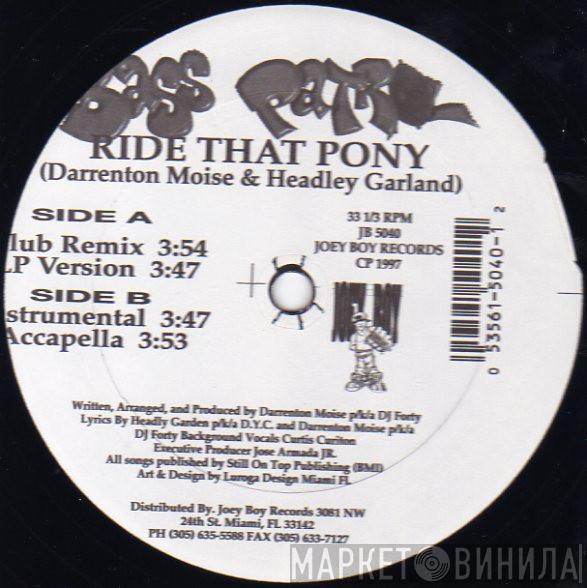 Bass Patrol
RIDE THAT PONY
(Darrenton Moise & Headley Garland)
SIDE A
lub Remix 3:54
LP Version 3:47
SIDE B
strumental 3:47
Accapella 3:53
33 1/3 RPM
JB 5040
JOEY BOY RECORDS
CP 1997
JOEY BOY
0 53561-5040-1 2
Written, Arranged, and Produced by Darrenton Moise p/k/a DJ Forty
Lyrics By Headly Garden p/k/a D.Y.C. and Darrenton Moise p/k/a
DJ Forty Background Vocals Curtis Curiton
Executive Producer Jose Armada JR.
All songs published by Still On Top Publishing (BMI)
Art & Design by Luroga Design Miami FL
Distributed By. Joey Boy Records 3081 NW
24th St. Miami, FL 33142
PH (305) 635-5588 FAX (305) 633-7127
МАРКЕТ ВИНИЛА